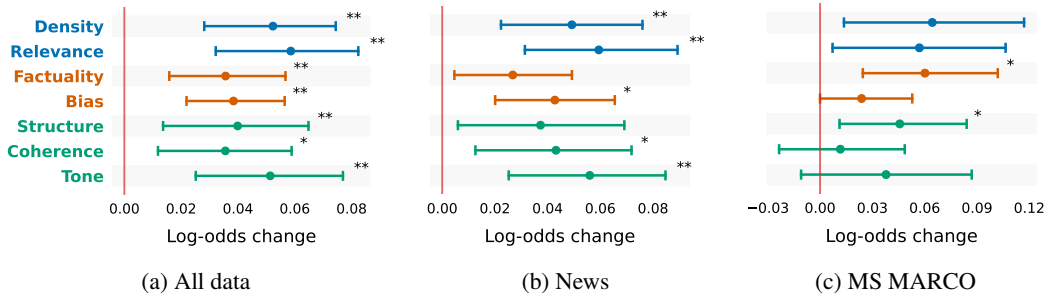 Density
Relevance
Factuality
Bias
Structure
Coherence
Tone
**
**
**
**
**
*
**
0.00 0.02 0.04 0.06 0.08
Log-odds change
(a) All data
**
**
*
*
**
0.00 0.02 0.04 0.06 0.08
Log-odds change
(b) News
*
*
−0.03 0.00 0.03 0.06 0.09 0.12
Log-odds change
(c) MS MARCO